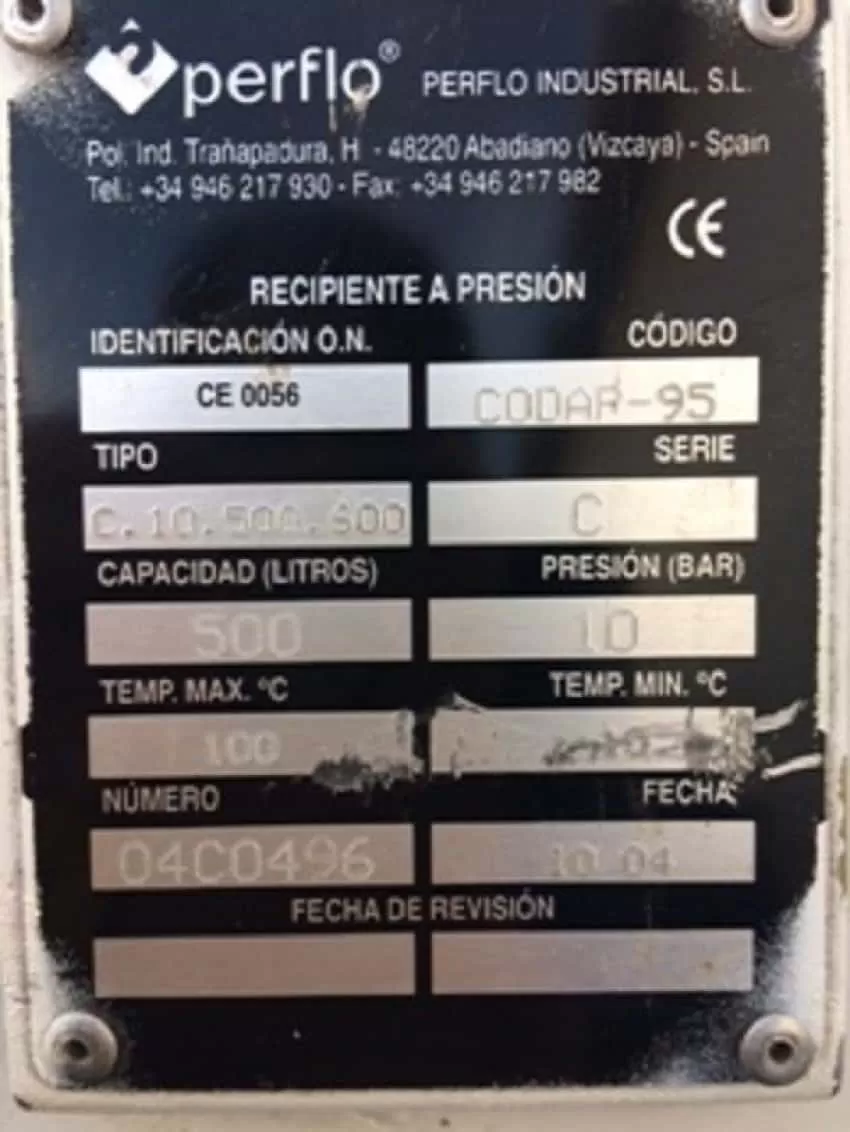 perflo® PERFLO INDUSTRIAL, S.L.
Pol. Ind. Trañapadura, H - 48220 Abadiano (Vizcaya) - Spain
Tel.: +34 946 217 930 - Fax: +34 946 217 982
CE
RECIPIENTE A PRESIÓN
IDENTIFICACIÓN O.N. CÓDIGO
CE 0056 CODAP-95
TIPO SERIE
C.10.500.600 C
CAPACIDAD (LITROS) PRESIÓN (BAR)
500 10
TEMP. MAX. ºC TEMP. MIN. ºC
100
NÚMERO FECHA
04C0496 10 04
FECHA DE REVISIÓN